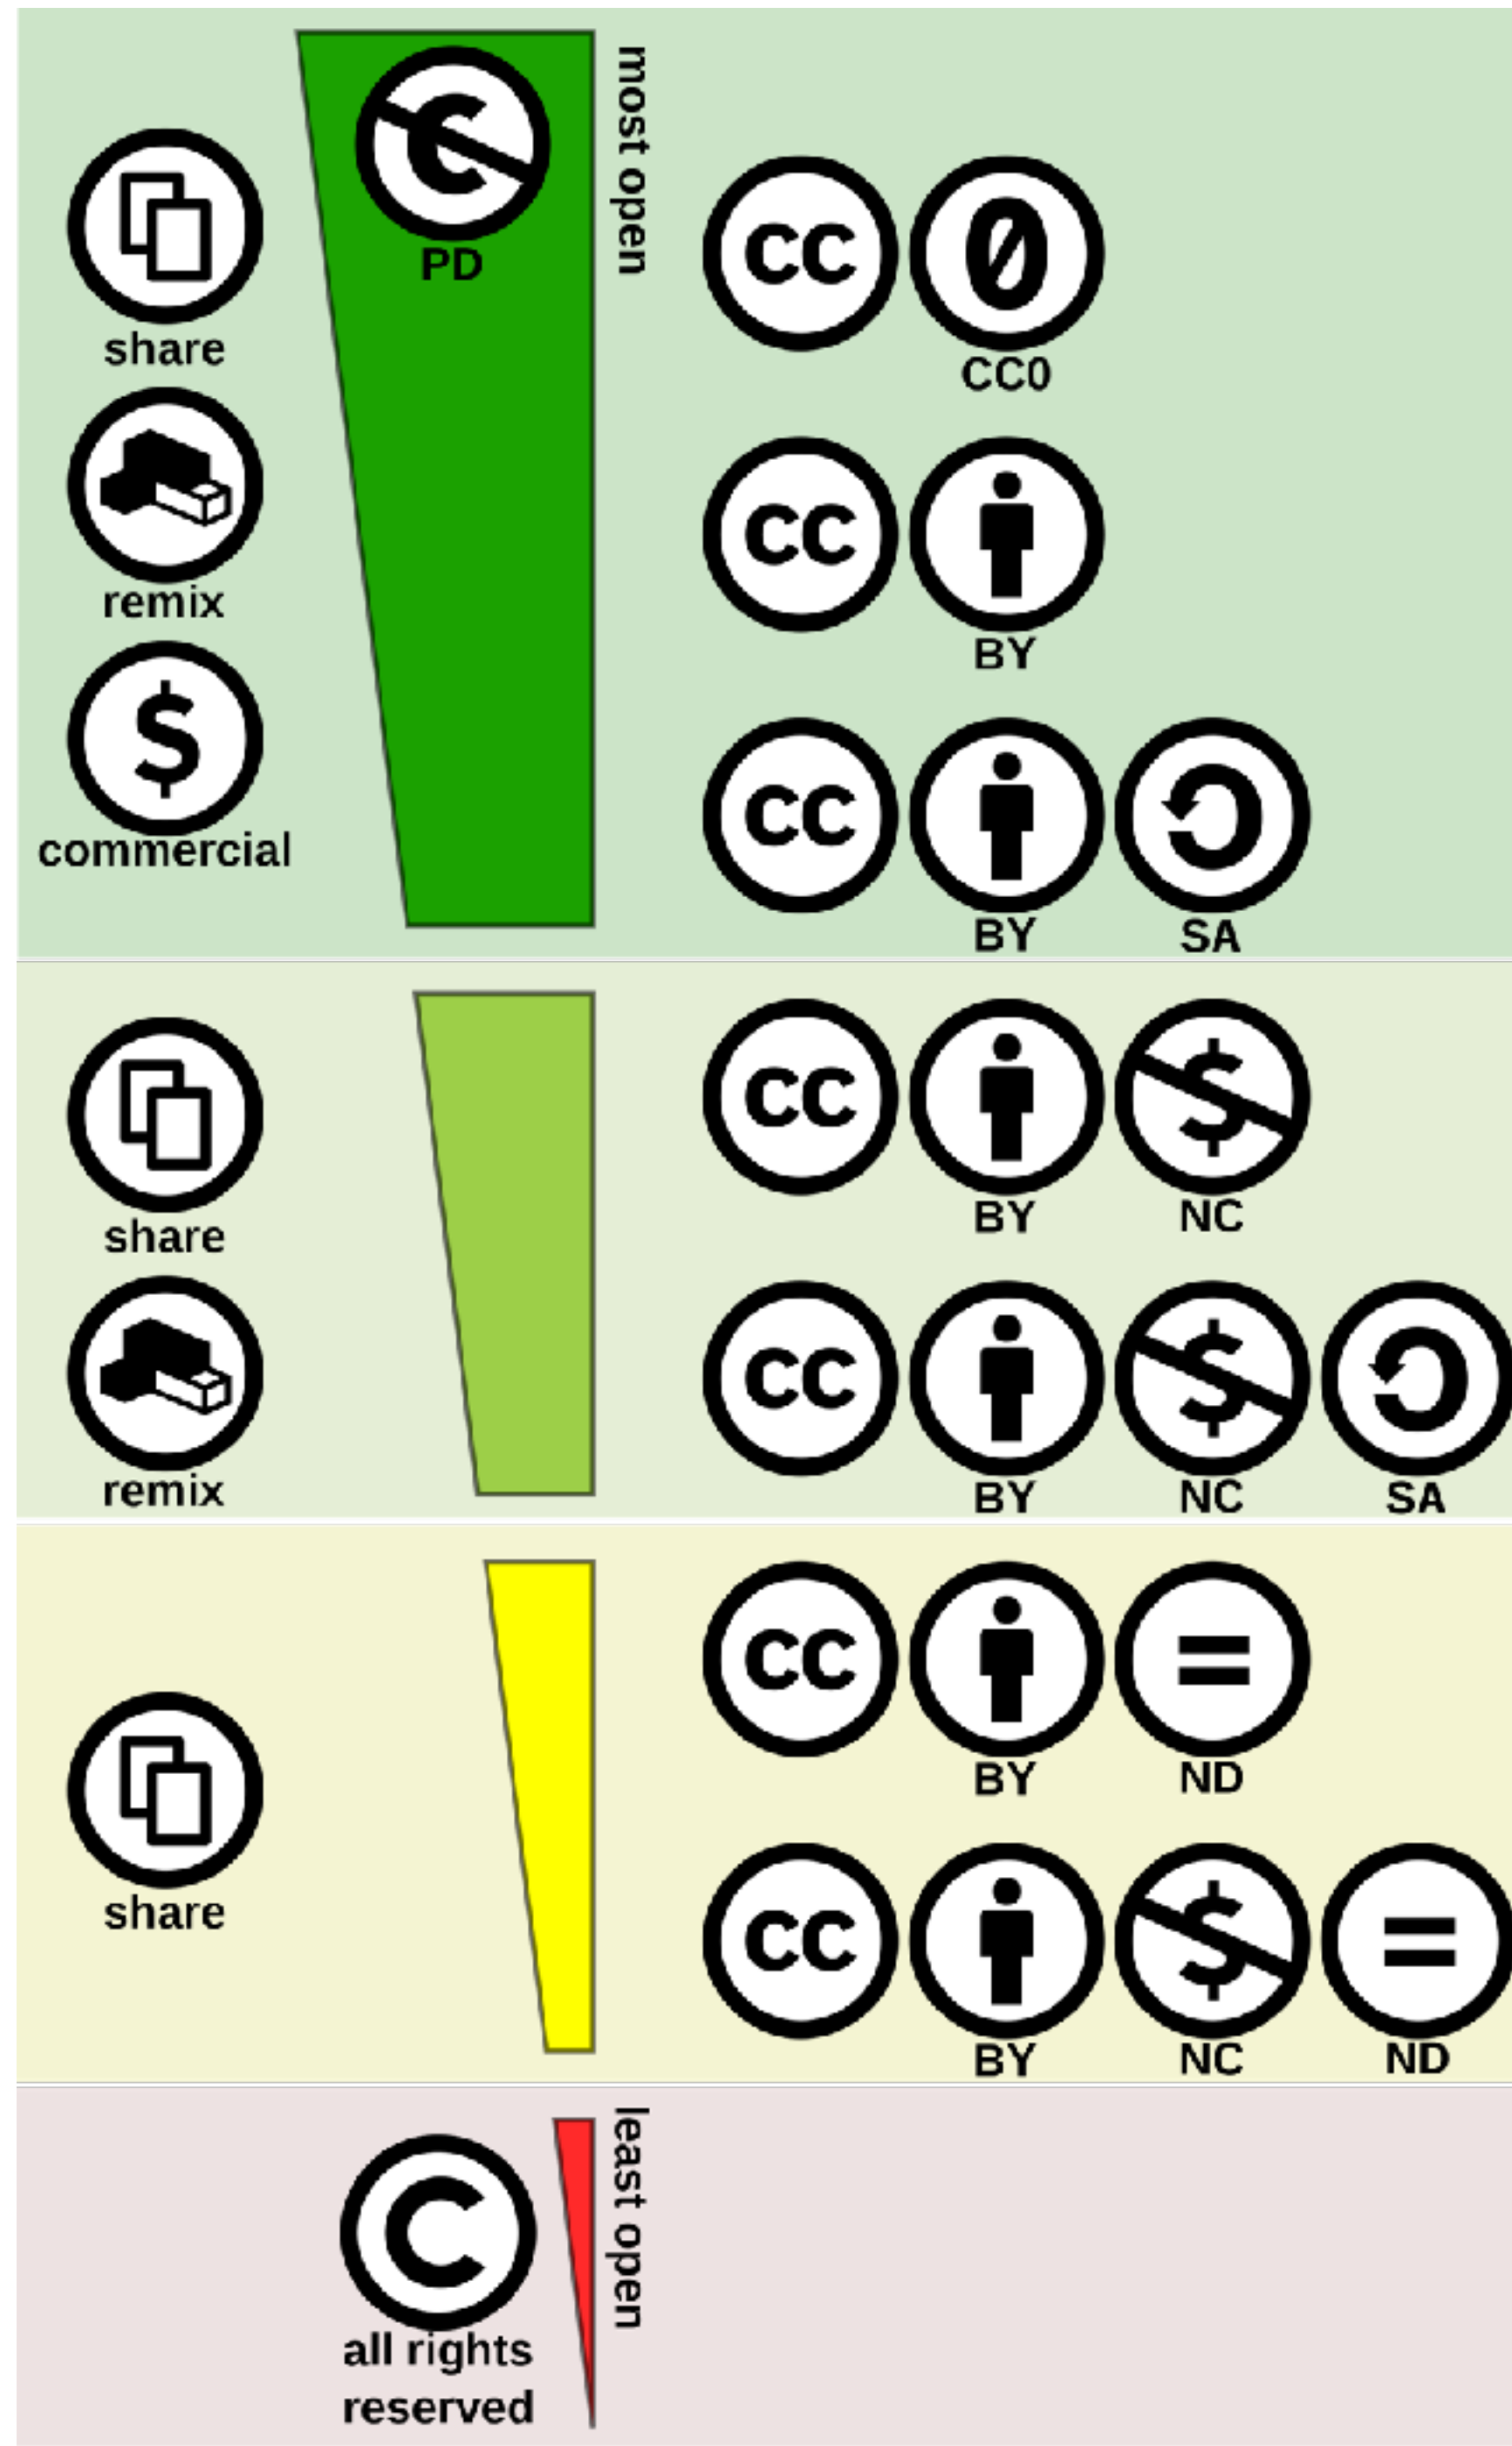 most open
PD
share
remix
commercial
cc 0
CC0
cc
BY
cc
BY SA
share
remix
cc $
BY NC
cc $
BY NC SA
share
cc =
BY ND
cc $ =
BY NC ND
least open
C
all rights
reserved